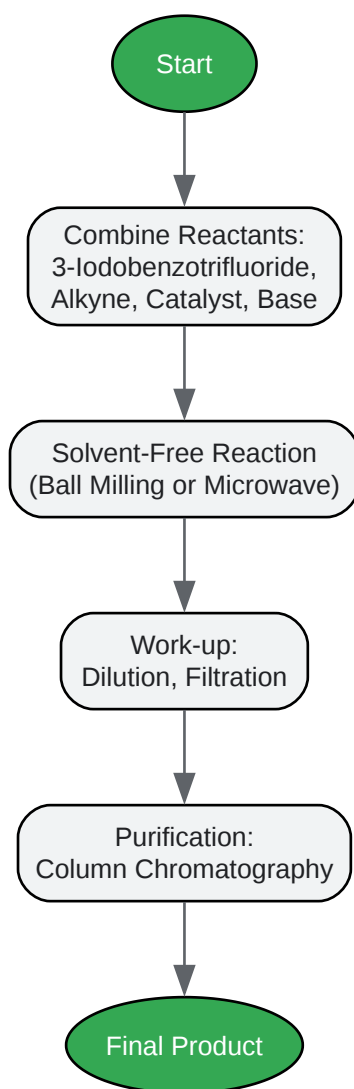 Start
Combine Reactants:
3-Iodobenzotrifluoride,
Alkyne, Catalyst, Base
Solvent-Free Reaction
(Ball Milling or Microwave)
Work-up:
Dilution, Filtration
Purification:
Column Chromatography
Final Product